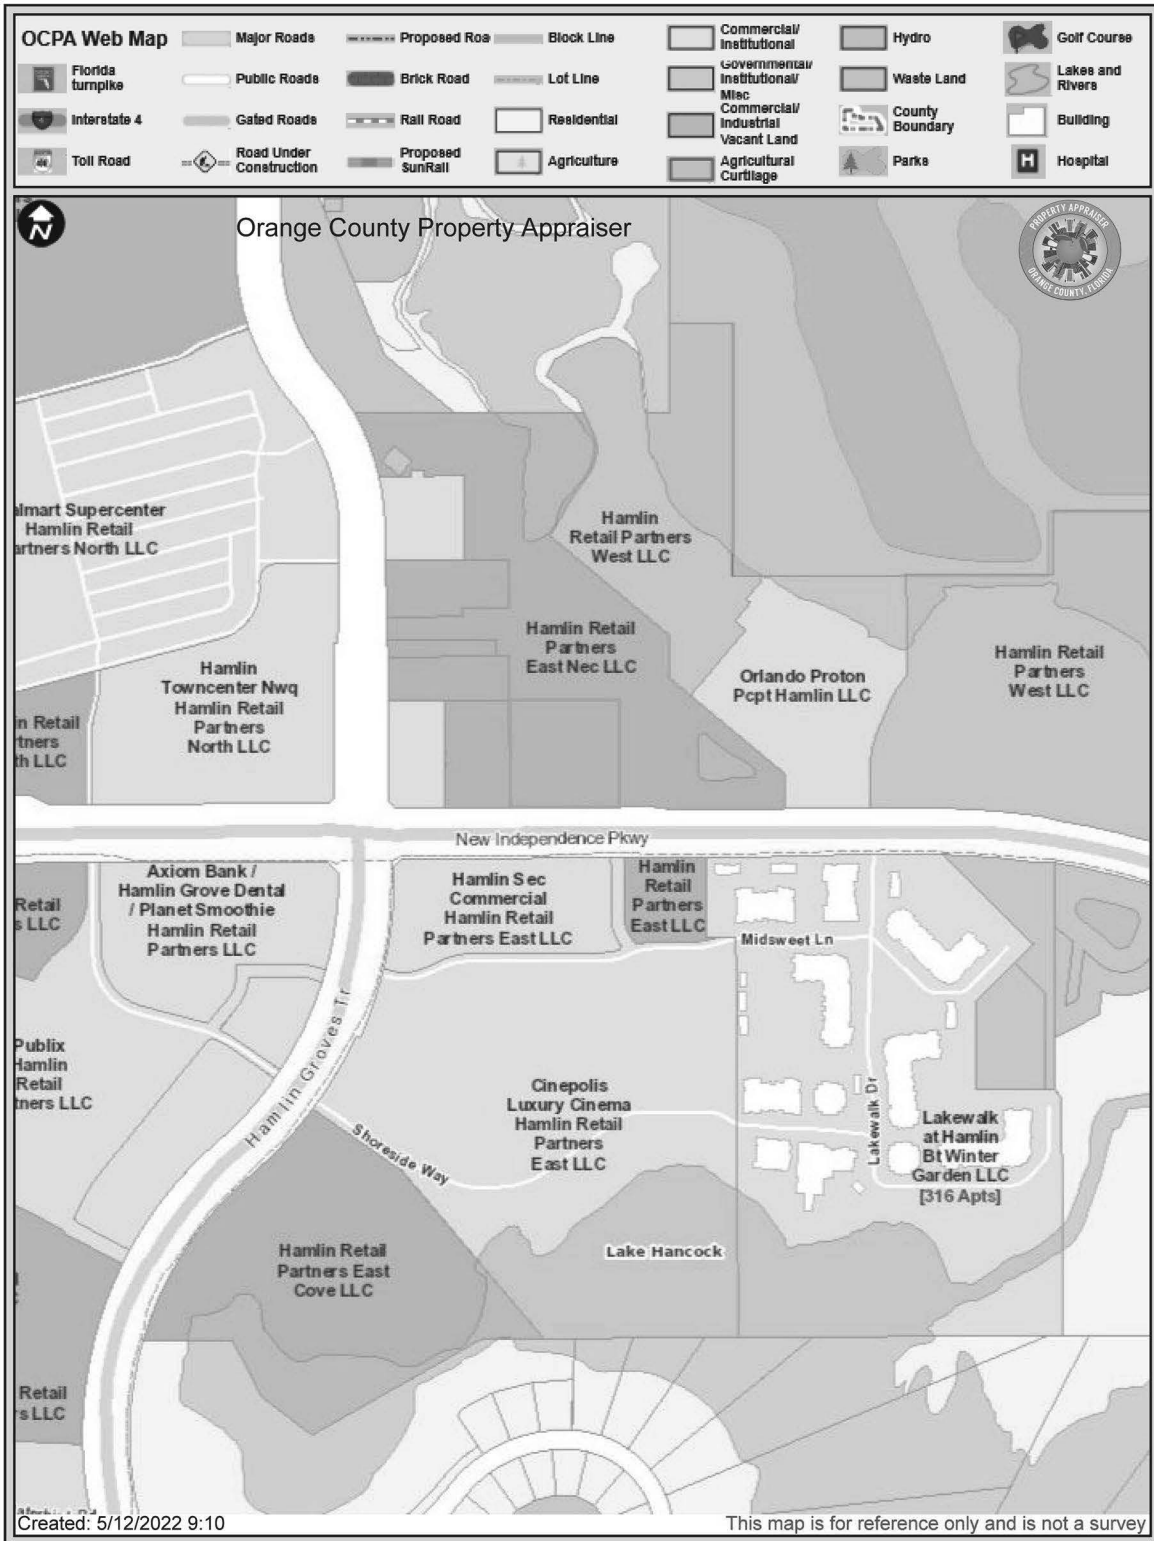 OCPA Web Map
Major Roads
Proposed Roa
Block Line
Commercial/
Institutional
Hydro
Golf Course
Florida
turnpike
Public Roads
Brick Road
Lot Line
Governmental/
Institutional/
Misc
Waste Land
Lakes and
Rivers
Interstate 4
Gated Roads
Rail Road
Residential
Commercial/
Industrial
Vacant Land
County
Boundary
Building
Toll Road
Road Under
Construction
Proposed
SunRail
Agriculture
Agricultural
Curtilage
Parks
H
Hospital
N
Orange County Property Appraiser
PROPERTY APPRAISER
ORANGE COUNTY, FLORIDA
almart Supercenter
Hamlin Retail
artners North LLC
Hamlin
Retail Partners
West LLC
Hamlin Retail
Partners
East Nec LLC
Hamlin
Towncenter Nwq
Hamlin Retail
Partners
North LLC
Orlando Proton
Pcpt Hamlin LLC
Hamlin Retail
Partners
West LLC
in Retail
rtners
th LLC
New Independence Pkwy
Axiom Bank /
Hamlin Grove Dental
/ Planet Smoothie
Hamlin Retail
Partners LLC
Hamlin Sec
Commercial
Hamlin Retail
Partners East LLC
Hamlin
Retail
Partners
East LLC
Retail
s LLC
Midsweet Ln
Hamlin Groves Tr
Publix
Hamlin
Retail
tners LLC
Cinepolis
Luxury Cinema
Hamlin Retail
Partners
East LLC
Shoreside Way
Lakewalk Dr
Lakewalk
at Hamlin
Bt Winter
Garden LLC
[316 Apts]
Hamlin Retail
Partners East
Cove LLC
Lake Hancock
Retail
rs LLC
Created: 5/12/2022 9:10
This map is for reference only and is not a survey